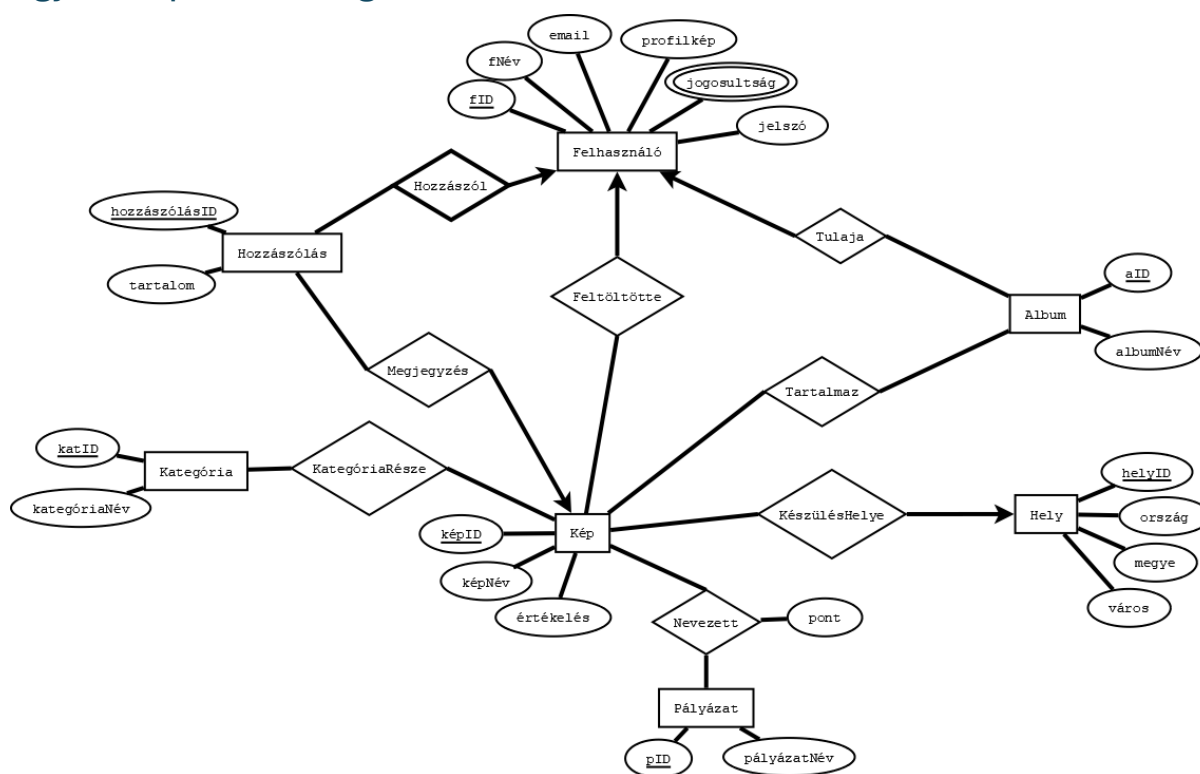 email
profilkép
fNév
jogosultság
fID
jelszó
Felhasználó
Hozzászól
hozzászólásID
Tulaja
Hozzászólás
aID
tartalom
Feltöltötte
Album
albumNév
Megjegyzés
Tartalmaz
katID
Kategória
KategóriaRésze
helyID
kategóriaNév
KészülésHelye
Hely
ország
képID
Kép
képNév
megye
értékelés
város
Nevezett
pont
Pályázat
pID
pályázatNév